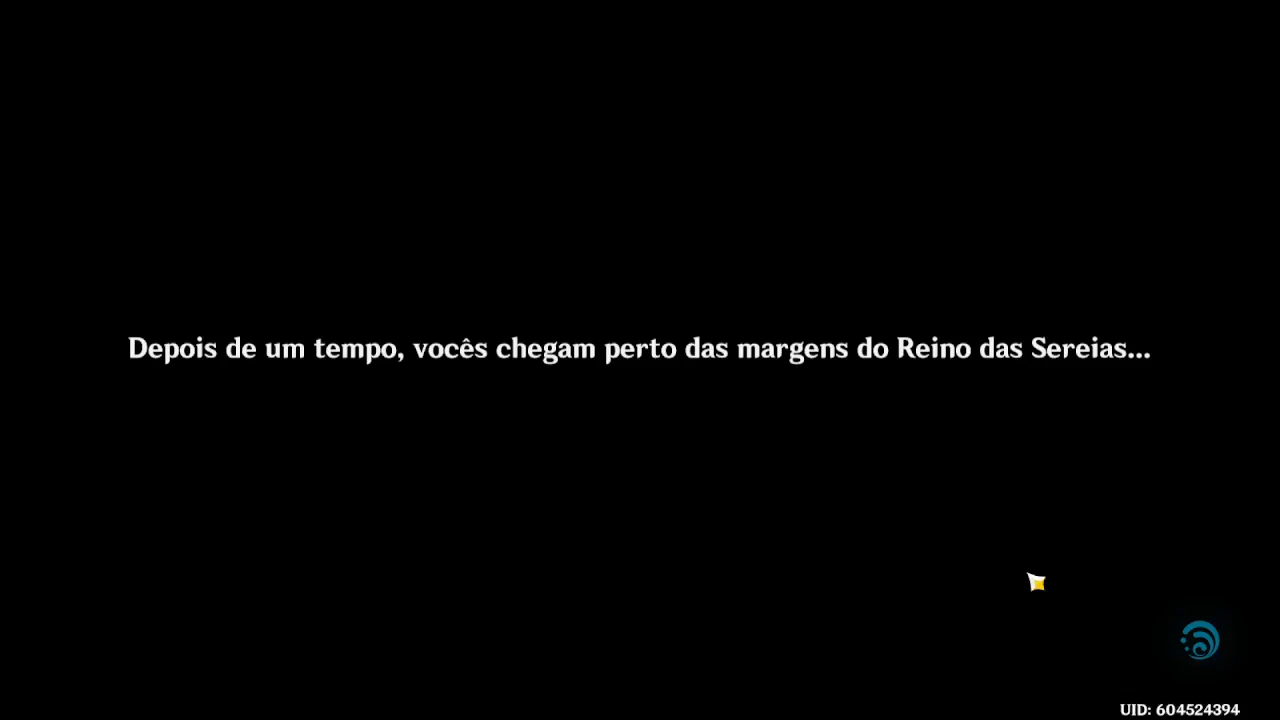 Depois de um tempo, vocês chegam perto das margens do Reino das Sereias...
UID: 604524394